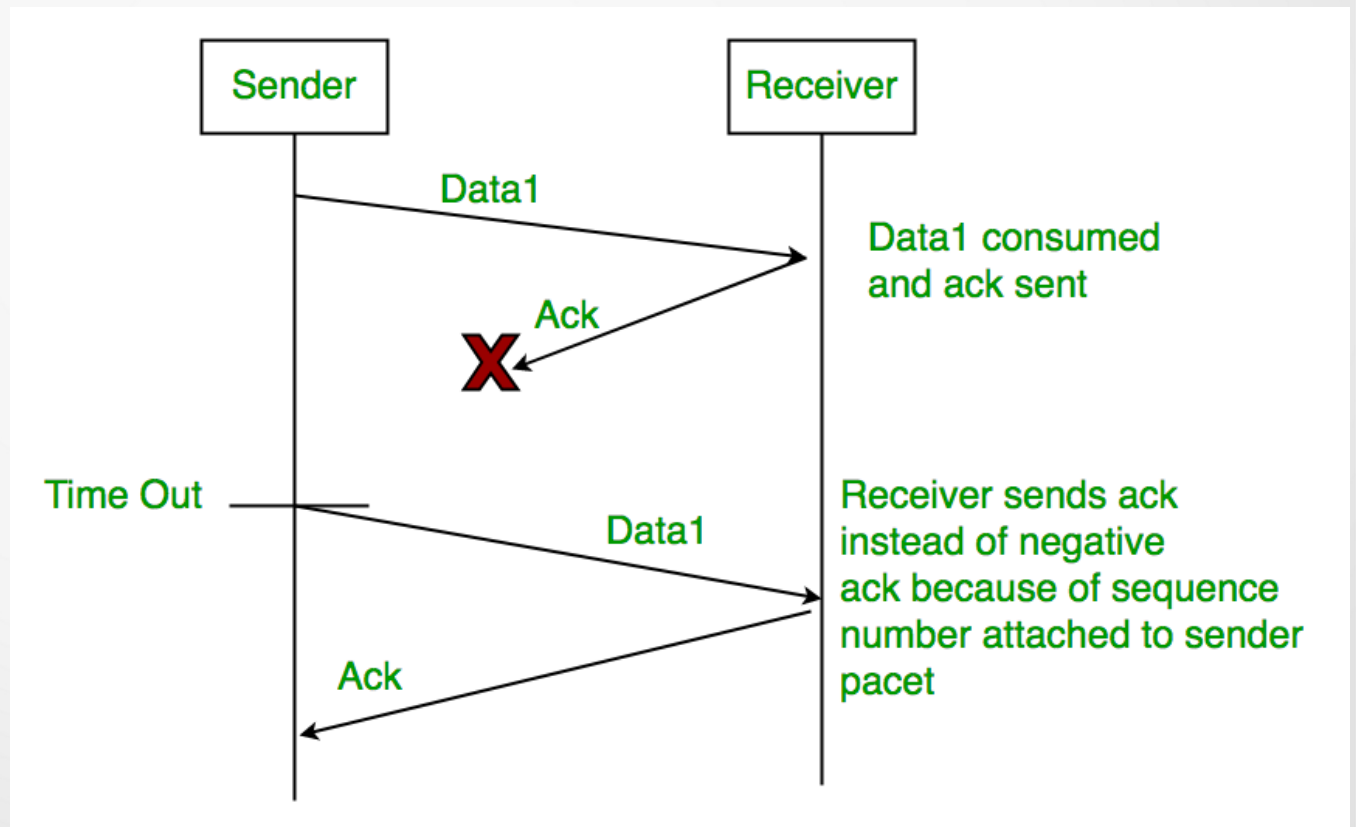 Sender
Receiver
Data1
Data1 consumed
and ack sent
Ack
X
Time Out
Data1
Receiver sends ack
instead of negative
ack because of sequence
number attached to sender
pacet
Ack